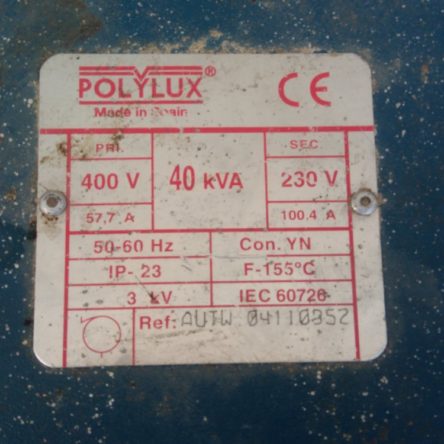 POLYLUX®
Made in Spain
CE
PRI.
SEC.
400 V
40 kVA
230 V
57,7 A
100,4 A
50-60 Hz
Con. YN
IP-23
F-155°C
3 kV
IEC 60726
Ref: AUTW 04110352